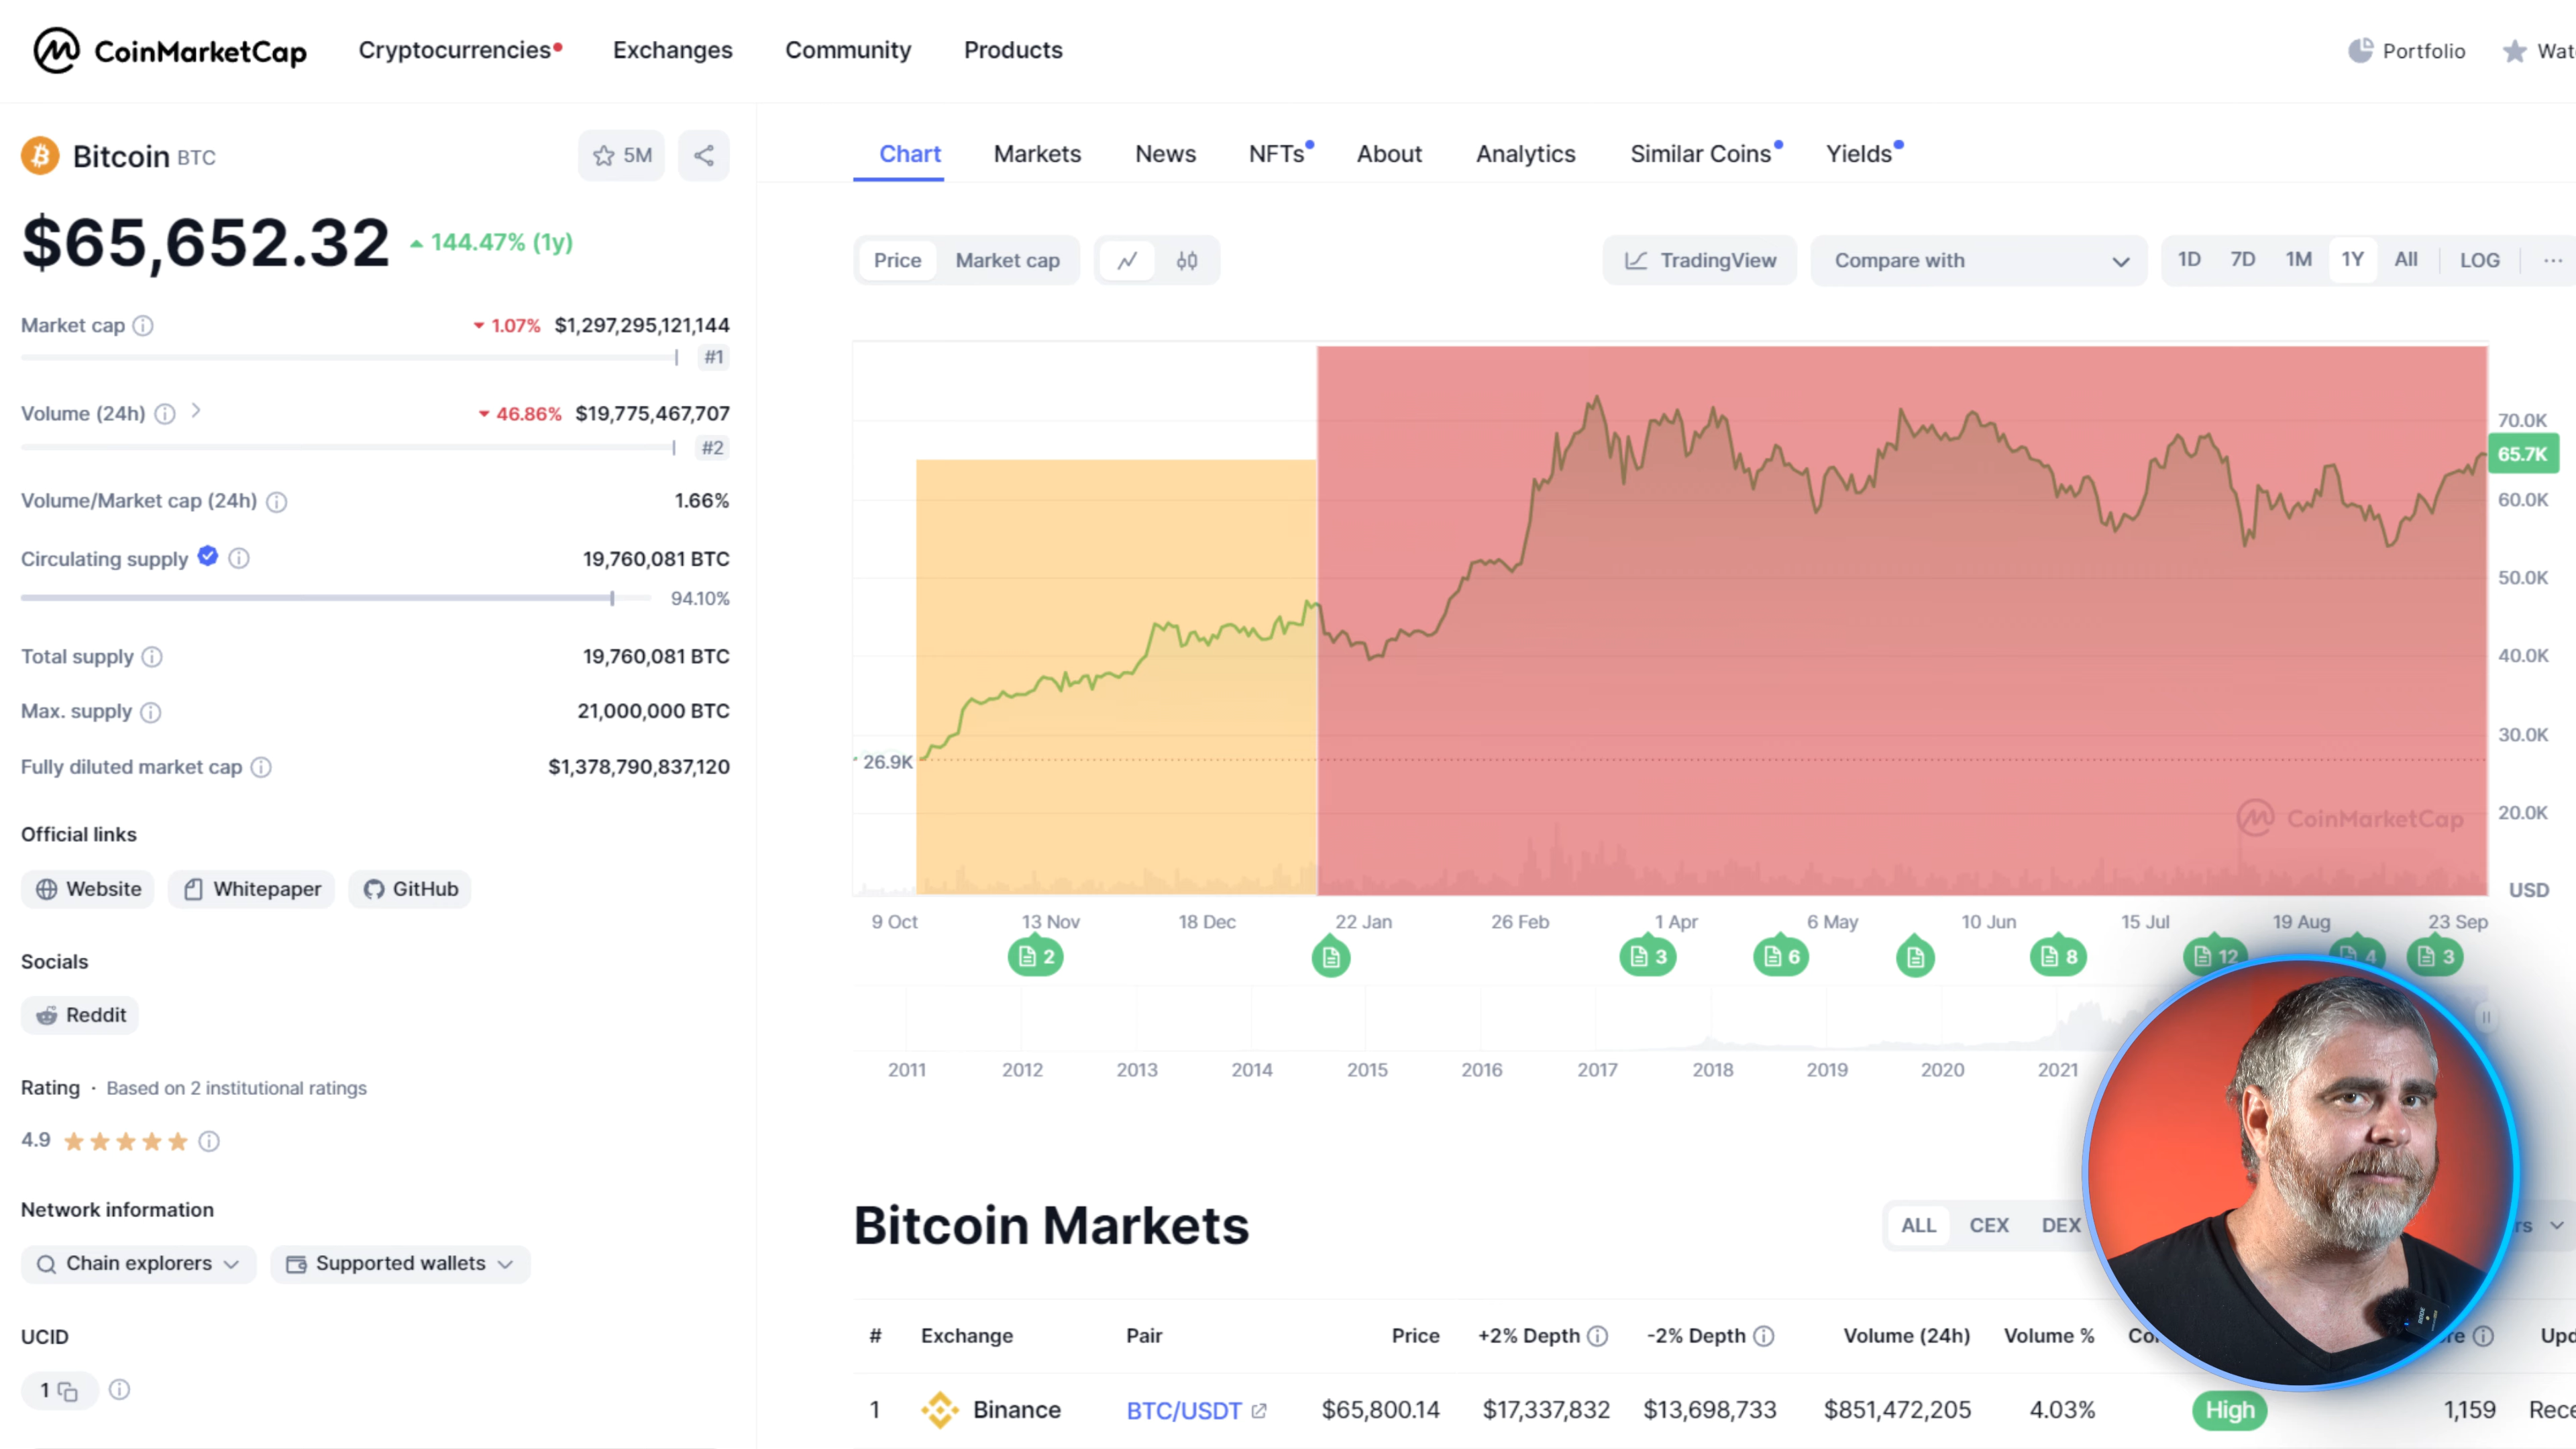 CoinMarketCap Cryptocurrencies Exchanges Community Products Portfolio
Bitcoin BTC 5M
$65,652.32 144.47% (1y)
Market cap 1.07% $1,297,295,121,144
#1
Volume (24h) 46.86% $19,775,467,707
#2
Volume/Market cap (24h) 1.66%
Circulating supply 19,760,081 BTC
94.10%
Total supply 19,760,081 BTC
Max. supply 21,000,000 BTC
Fully diluted market cap $1,378,790,837,120
Official links
Website Whitepaper GitHub
Socials
Reddit
Rating · Based on 2 institutional ratings
4.9
Network information
Chain explorers Supported wallets
UCID
1
Chart Markets News NFTs About Analytics Similar Coins Yields
Price Market cap TradingView Compare with 1D 7D 1M 1Y All LOG
70.0K
65.7K
60.0K
50.0K
40.0K
30.0K
26.9K
20.0K
CoinMarketCap
USD
9 Oct 13 Nov 18 Dec 22 Jan 26 Feb 1 Apr 6 May 10 Jun 15 Jul 19 Aug 23 Sep
2 3 6 8 12 4 3
2011 2012 2013 2014 2015 2016 2017 2018 2019 2020 2021
Bitcoin Markets ALL CEX DEX
# Exchange Pair Price +2% Depth -2% Depth Volume (24h) Volume %
1 Binance BTC/USDT $65,800.14 $17,337,832 $13,698,733 $851,472,205 4.03% High 1,159